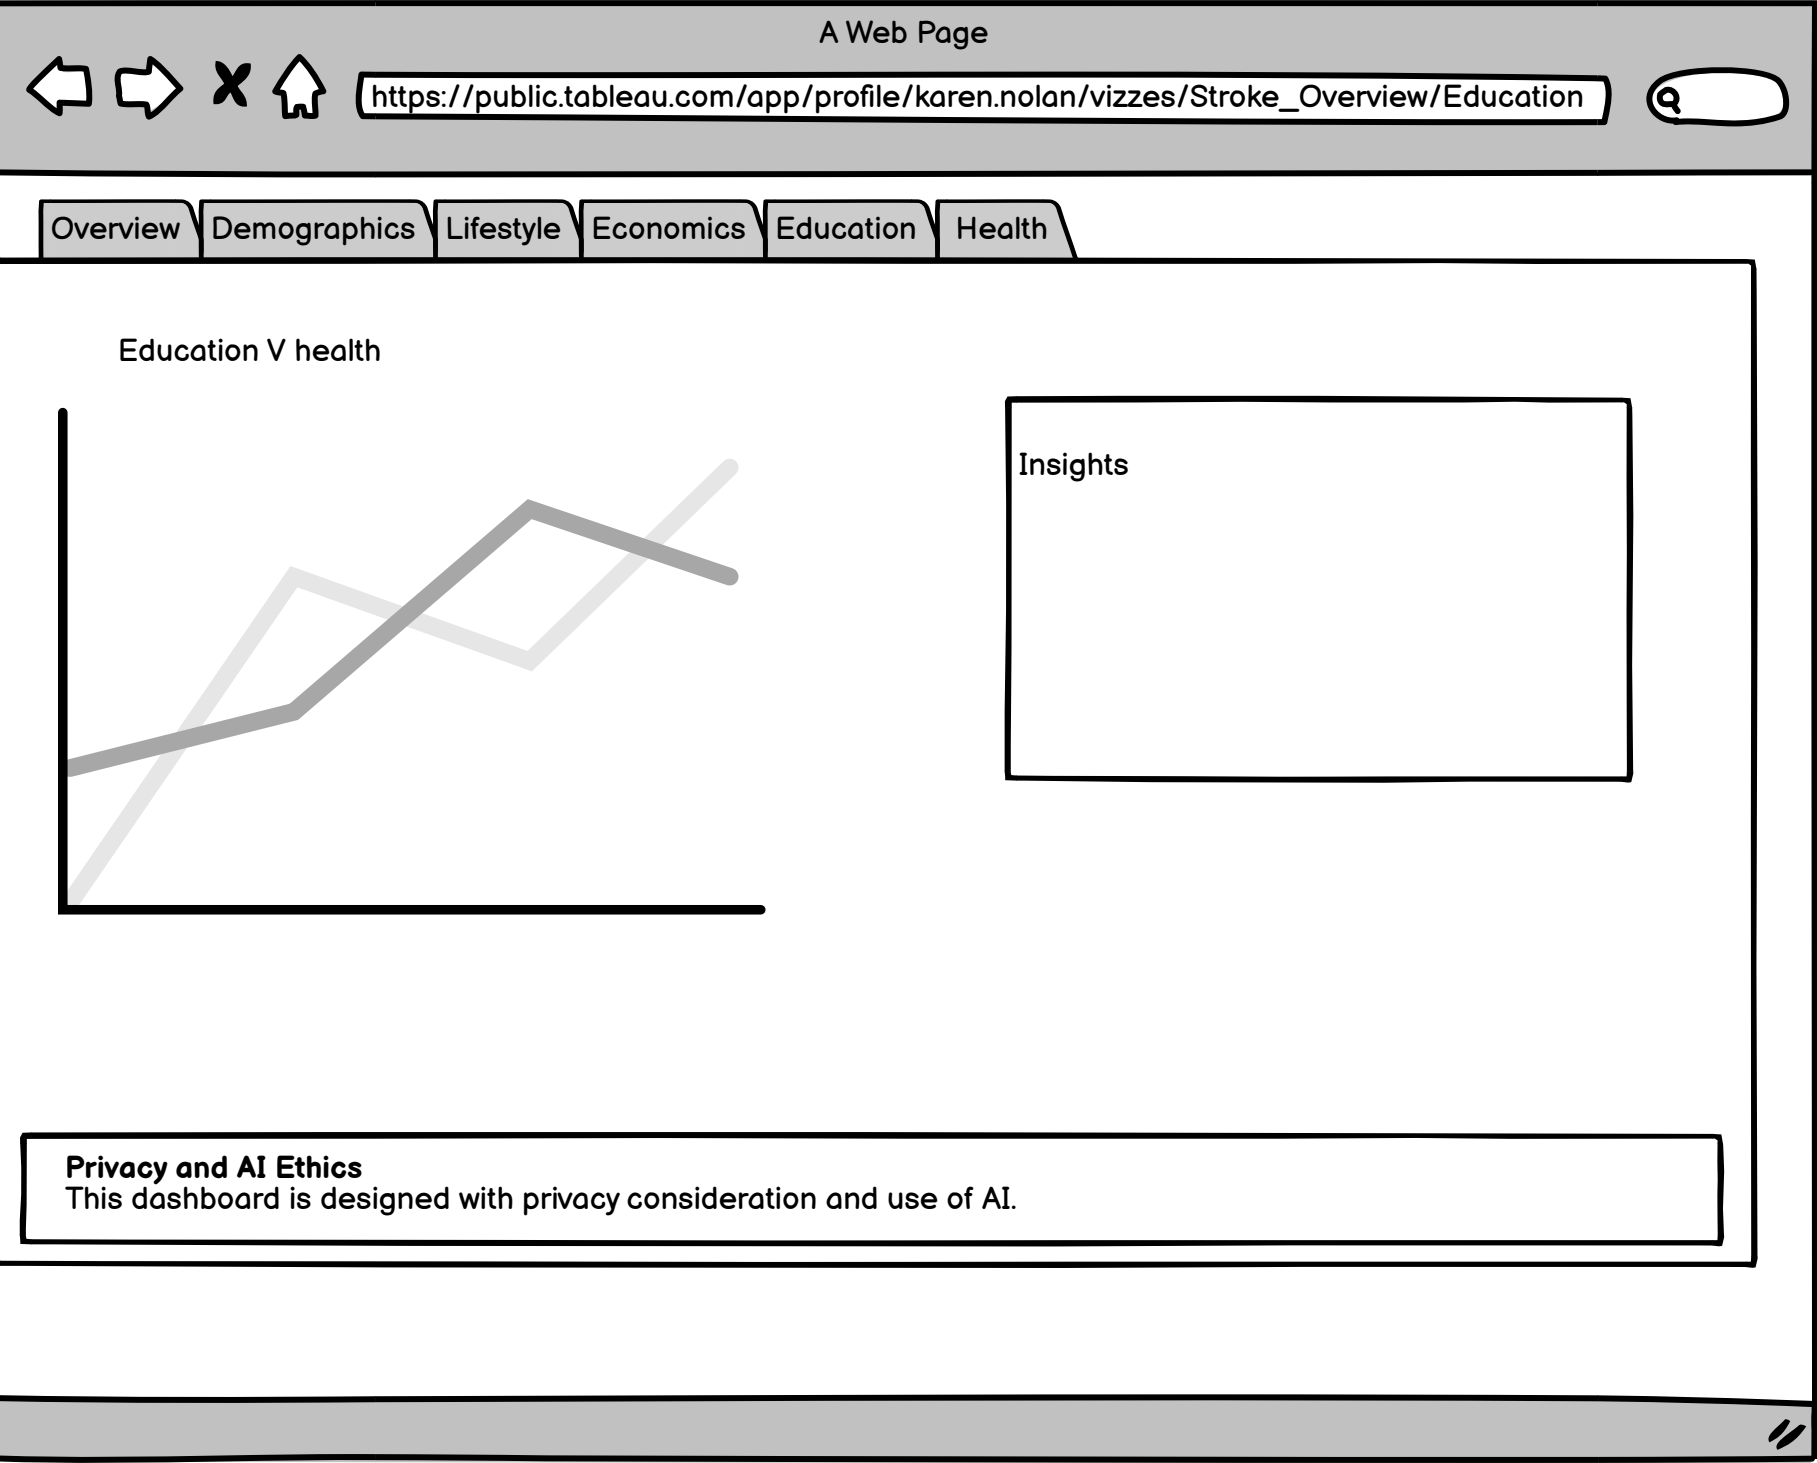 A Web Page
https://public.tableau.com/app/profile/karen.nolan/vizzes/Stroke_Overview/Education
Overview Demographics Lifestyle Economics Education Health
Education V health
Insights
Privacy and AI Ethics
This dashboard is designed with privacy consideration and use of AI.